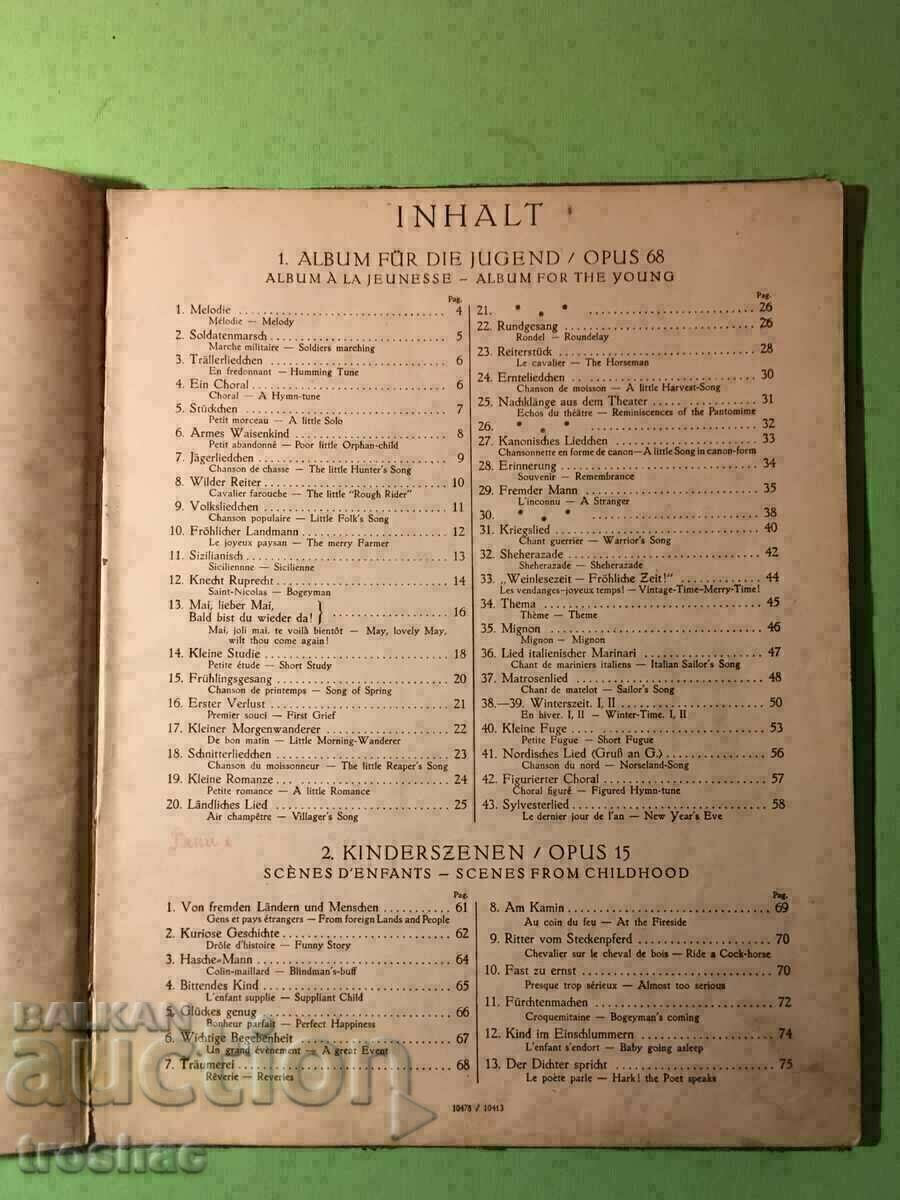 INHALT
1. ALBUM FÜR DIE JUGEND / OPUS 68
ALBUM À LA JEUNESSE – ALBUM FOR THE YOUNG
Pag.
1. Melodie 4
Mélodie — Melody
2. Soldatenmarsch 5
Marche militaire — Soldiers marching
3. Trällerliedchen 6
En fredonnant — Humming Tune
4. Ein Choral 6
Choral — A Hymn-tune
5. Stückchen 7
Petit morceau — A little Solo
6. Armes Waisenkind 8
Petit abandonné — Poor little Orphan-child
7. Jägerliedchen 9
Chanson de chasse — The little Hunter's Song
8. Wilder Reiter 10
Cavalier farouche — The little "Rough Rider"
9. Volksliedchen 11
Chanson populaire — Little Folk's Song
10. Fröhlicher Landmann 12
Le joyeux paysan — The merry Farmer
11. Sizilianisch 13
Sicilienne — Sicilienne
12. Knecht Ruprecht 14
Saint-Nicolas — Bogeyman
13. Mai, lieber Mai,
Bald bist du wieder da! 16
Mai, joli mai, te voilà bientôt — May, lovely May,
wilt thou come again!
14. Kleine Studie 18
Petite étude — Short Study
15. Frühlingsgesang 20
Chanson de printemps — Song of Spring
16. Erster Verlust 21
Premier souci — First Grief
17. Kleiner Morgenwanderer 22
De bon matin — Little Morning-Wanderer
18. Schnitterliedchen 23
Chanson du moissonneur — The little Reaper's Song
19. Kleine Romanze 24
Petite romance — A little Romance
20. Ländliches Lied 25
Air champêtre — Villager's Song
Pag.
21. * * * 26
22. Rundgesang 26
Rondel — Roundelay
23. Reiterstück 28
Le cavalier — The Horseman
24. Ernteliedchen 30
Chanson de moisson — A little Harvest-Song
25. Nachklänge aus dem Theater 31
Echos du théâtre — Reminiscences of the Pantomime
26. * * * 32
27. Kanonisches Liedchen 33
Chansonnette en forme de canon—A little Song in canon-form
28. Erinnerung 34
Souvenir — Remembrance
29. Fremder Mann 35
L'inconnu — A Stranger
30. * * * 38
31. Kriegslied 40
Chant guerrier — Warrior's Song
32. Sheherazade 42
Sheherazade — Sheherazade
33. „Weinlesezeit — Fröhliche Zeit!" 44
Les vendanges—joyeux temps! — Vintage-Time—Merry-Time!
34. Thema 45
Thème — Theme
35. Mignon 46
Mignon — Mignon
36. Lied italienischer Marinari 47
Chant de mariniers italiens — Italian Sailor's Song
37. Matrosenlied 48
Chant de matelot — Sailor's Song
38.—39. Winterszeit. I, II 50
En hiver. I, II — Winter-Time. I, II
40. Kleine Fuge 53
Petite Fugue — Short Fugue
41. Nordisches Lied (Gruß an G.) 56
Chanson du nord — Norseland-Song
42. Figurierter Choral 57
Choral figuré — Figured Hymn-tune
43. Sylvesterlied 58
Le dernier jour de l'an — New Year's Eve
2. KINDERSZENEN / OPUS 15
SCÈNES D'ENFANTS – SCENES FROM CHILDHOOD
Pag.
1. Von fremden Ländern und Menschen 61
Gens et pays étrangers — From foreign Lands and People
2. Kuriose Geschichte 62
Drôle d'histoire — Funny Story
3. Hasche-Mann 64
Colin-maillard — Blindman's-buff
4. Bittendes Kind 65
L'enfant supplie — Suppliant Child
5. Glückes genug 66
Bonheur parfait — Perfect Happiness
6. Wichtige Begebenheit 67
Un grand évènement — A great Event
7. Träumerei 68
Rêverie — Reveries
Pag.
8. Am Kamin 69
Au coin du feu — At the Fireside
9. Ritter vom Steckenpferd 70
Chevalier sur le cheval de bois — Ride a Cock-horse
10. Fast zu ernst 70
Presque trop sérieux — Almost too serious
11. Fürchtenmachen 72
Croquemitaine — Bogeyman's coming
12. Kind im Einschlummern 74
L'enfant s'endort — Baby going asleep
13. Der Dichter spricht 75
Le poète parle — Hark! the Poet speaks
10478 / 10413
BALKAN
auction
troshac